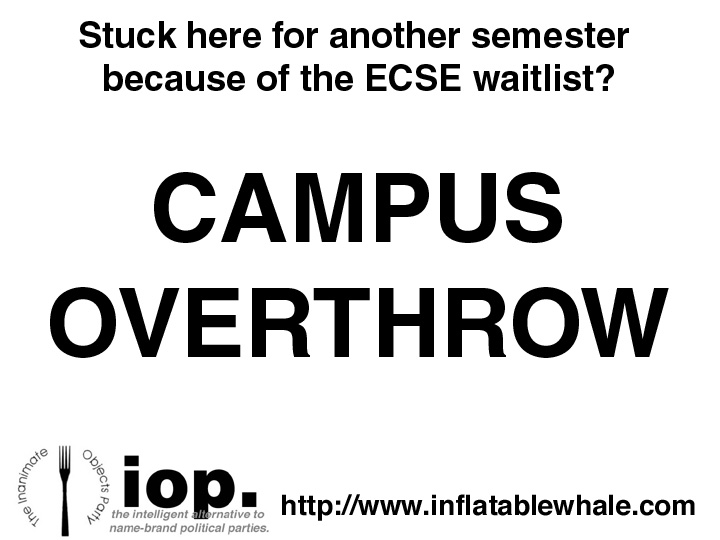 Stuck here for another semester
because of the ECSE waitlist?
CAMPUS
OVERTHROW
The Inanimate
Objects Party
iop.
the intelligent alternative to
name-brand political parties.
http://www.inflatablewhale.com